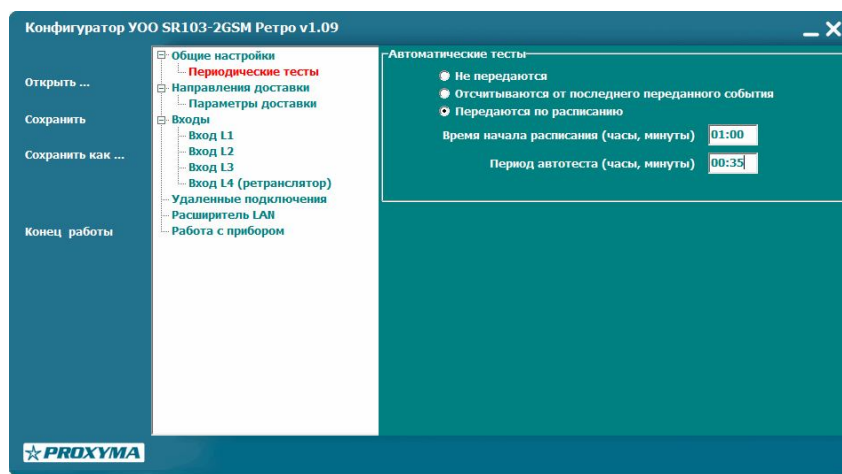 Конфигуратор УОО SR103-2GSM Ретро v1.09
Открыть ...
Сохранить
Сохранить как ...
Конец работы
Общие настройки
Периодические тесты
Направления доставки
Параметры доставки
Входы
Вход L1
Вход L2
Вход L3
Вход L4 (ретранслятор)
Удаленные подключения
Расширитель LAN
Работа с прибором
Автоматические тесты
Не передаются
Отсчитываются от последнего переданного события
Передаются по расписанию
Время начала расписания (часы, минуты) 01:00
Период автотеста (часы, минуты) 00:35
PROXYMA